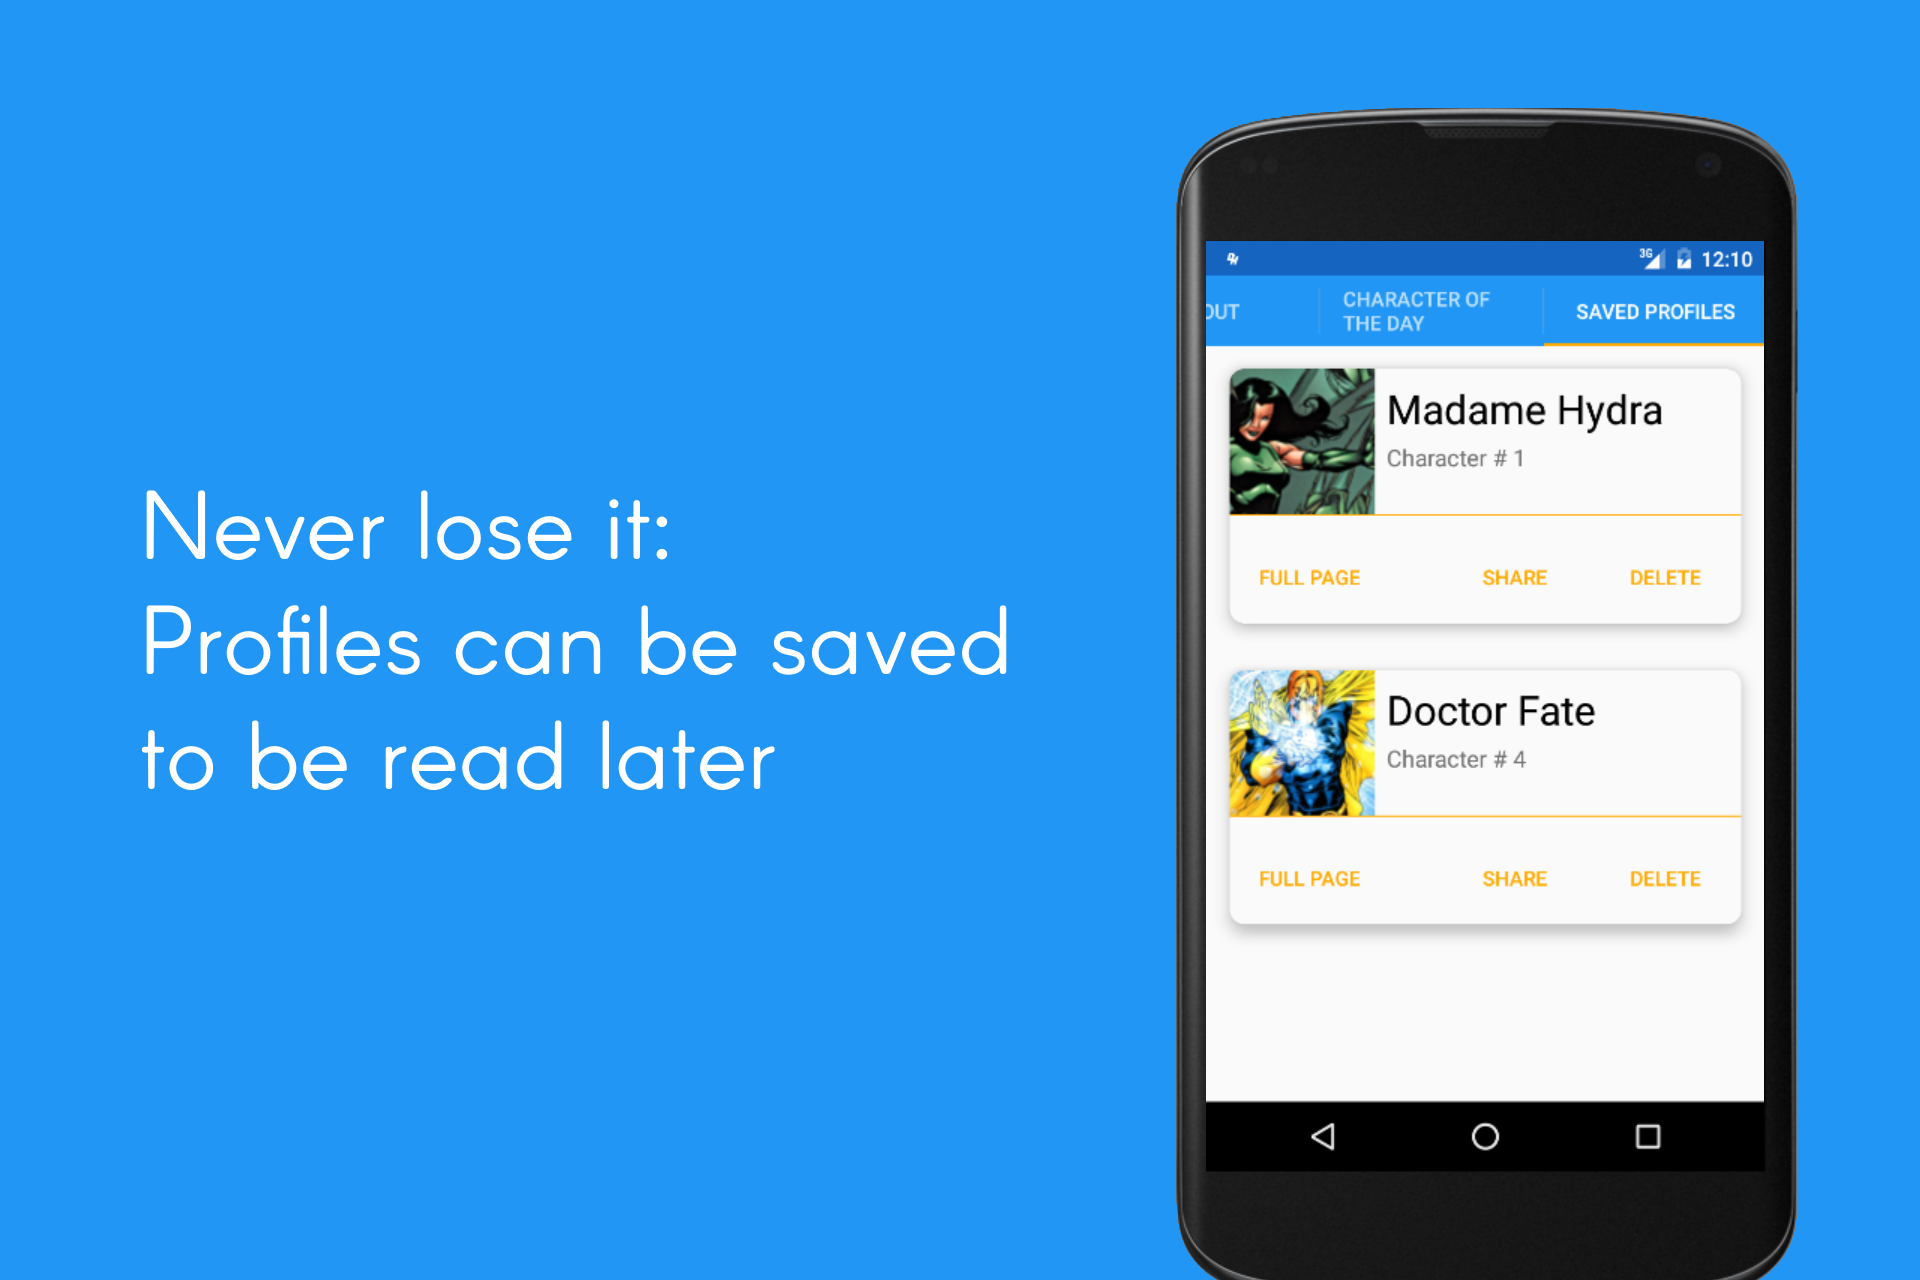 Never lose it:
Profiles can be saved
to be read later
3G 12:10
OUT
CHARACTER OF
THE DAY
SAVED PROFILES
Madame Hydra
Character # 1
FULL PAGE SHARE DELETE
Doctor Fate
Character # 4
FULL PAGE SHARE DELETE